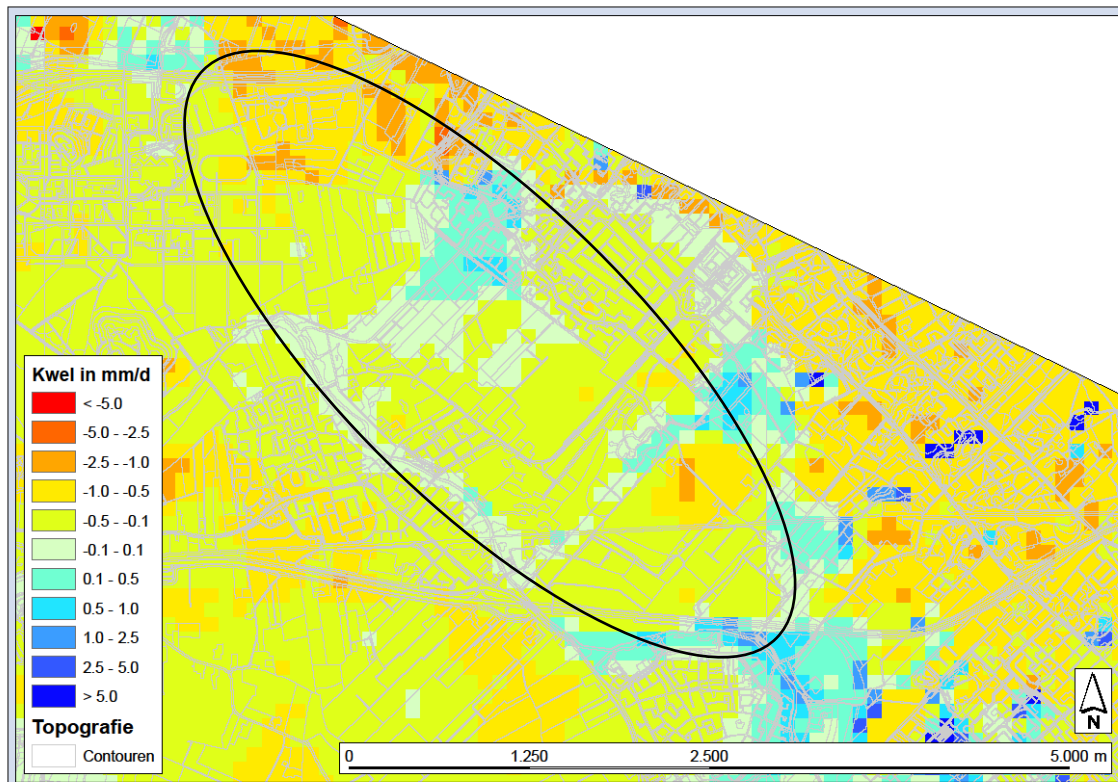 Kwel in mm/d
< -5.0
-5.0 - -2.5
-2.5 - -1.0
-1.0 - -0.5
-0.5 - -0.1
-0.1 - 0.1
0.1 - 0.5
0.5 - 1.0
1.0 - 2.5
2.5 - 5.0
> 5.0
Topografie
Contouren
0 1.250 2.500 5.000 m
N